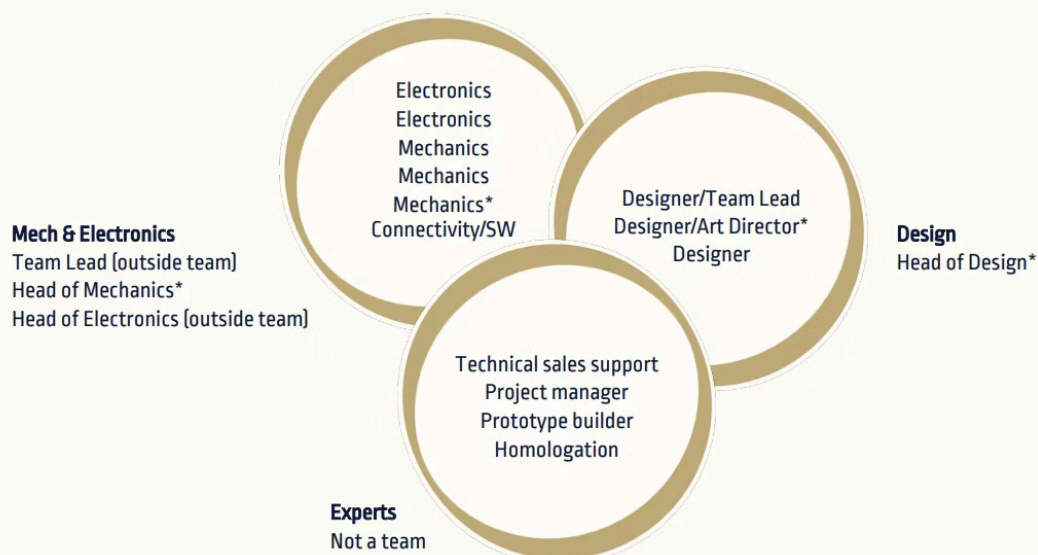 Electronics
Electronics
Mechanics
Mechanics
Mechanics*
Connectivity/SW
Designer/Team Lead
Designer/Art Director*
Designer
Mech & Electronics
Team Lead (outside team)
Head of Mechanics*
Head of Electronics (outside team)
Design
Head of Design*
Technical sales support
Project manager
Prototype builder
Homologation
Experts
Not a team